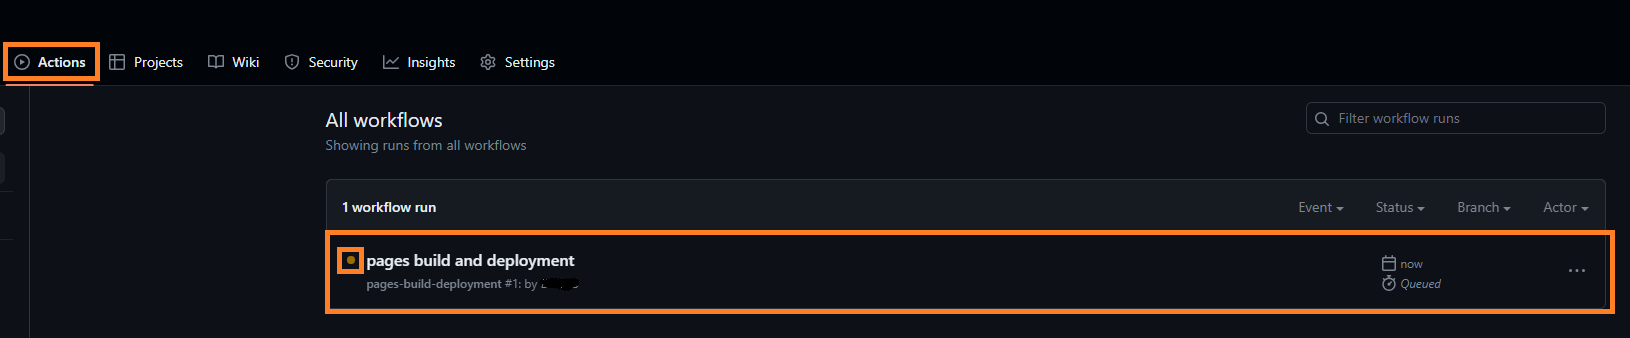 Actions Projects Wiki Security Insights Settings
All workflows
Filter workflow runs
Showing runs from all workflows
1 workflow run Event Status Branch Actor
pages build and deployment
now
pages-build-deployment #1: by
Queued